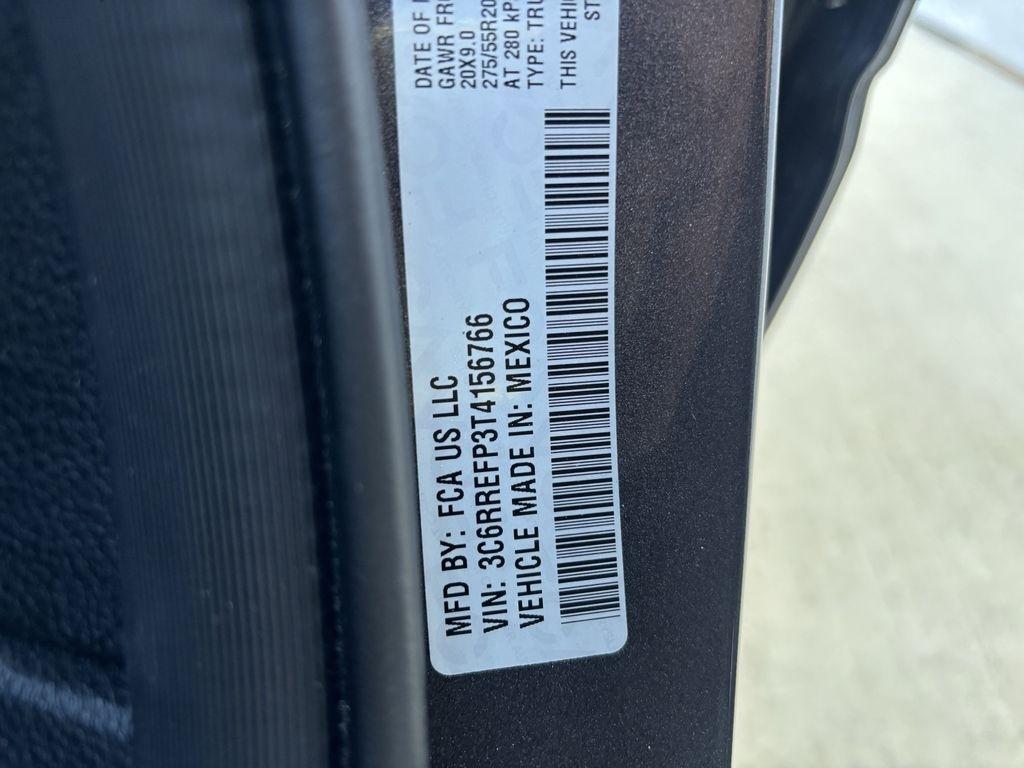 MFD BY: FCA US LLC
VIN: 3C6RREFP3T4156766
VEHICLE MADE IN: MEXICO
DATE OF
GAWR FR
20X9.0
275/55R20
AT 280 kP
TYPE: TRU
THIS VEHI
ST